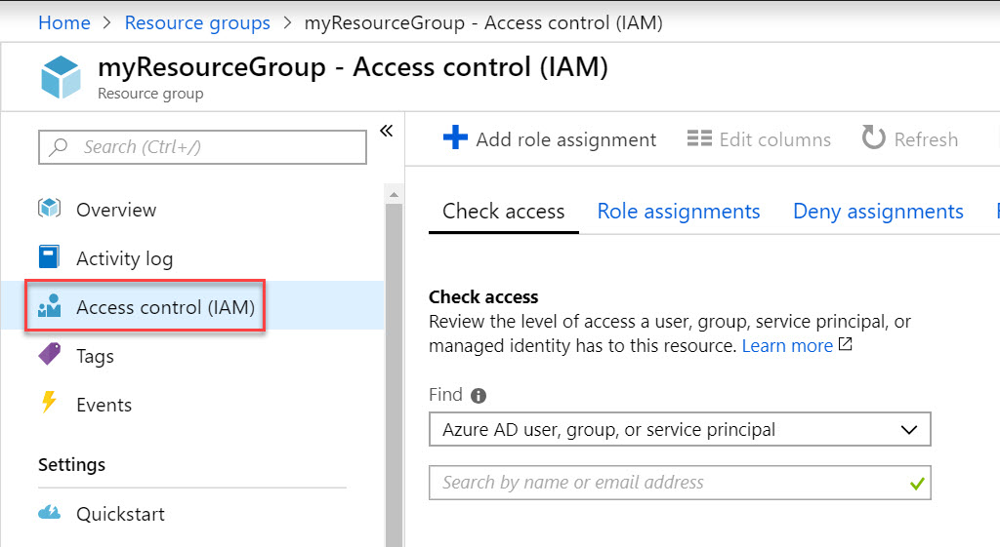 Home > Resource groups > myResourceGroup - Access control (IAM)
myResourceGroup - Access control (IAM)
Resource group
Search (Ctrl+/)
Overview
Activity log
Access control (IAM)
Tags
Events
Settings
Quickstart
Add role assignment Edit columns Refresh
Check access Role assignments Deny assignments
Check access
Review the level of access a user, group, service principal, or
managed identity has to this resource. Learn more
Find
Azure AD user, group, or service principal
Search by name or email address